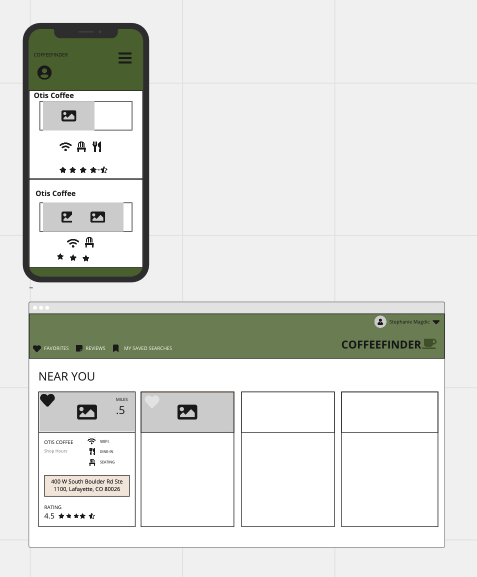 COFFEEFINDER
Otis Coffee
Otis Coffee
Stephanie Magdic
FAVORITES REVIEWS MY SAVED SEARCHES
COFFEEFINDER
NEAR YOU
MILES
.5
OTIS COFFEE
Shop Hours
WIFI
DINE IN
SEATING
400 W South Boulder Rd Ste
1100, Lafayette, CO 80026
RATING
4.5